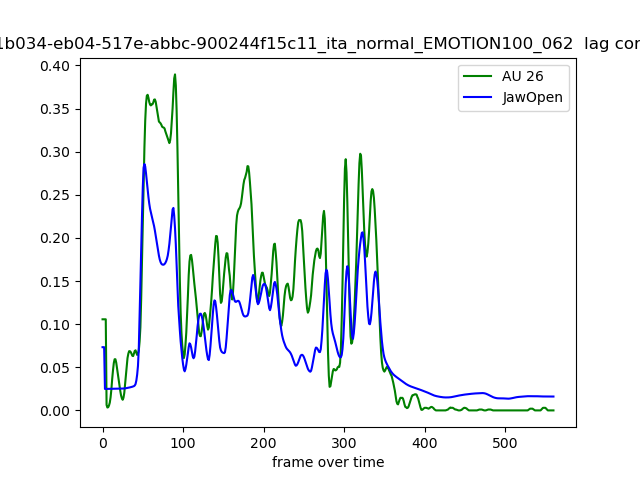 1b034-eb04-517e-abbc-900244f15c11_ita_normal_EMOTION100_062 lag cor
AU 26
JawOpen
0.40
0.35
0.30
0.25
0.20
0.15
0.10
0.05
0.00
0 100 200 300 400 500
frame over time